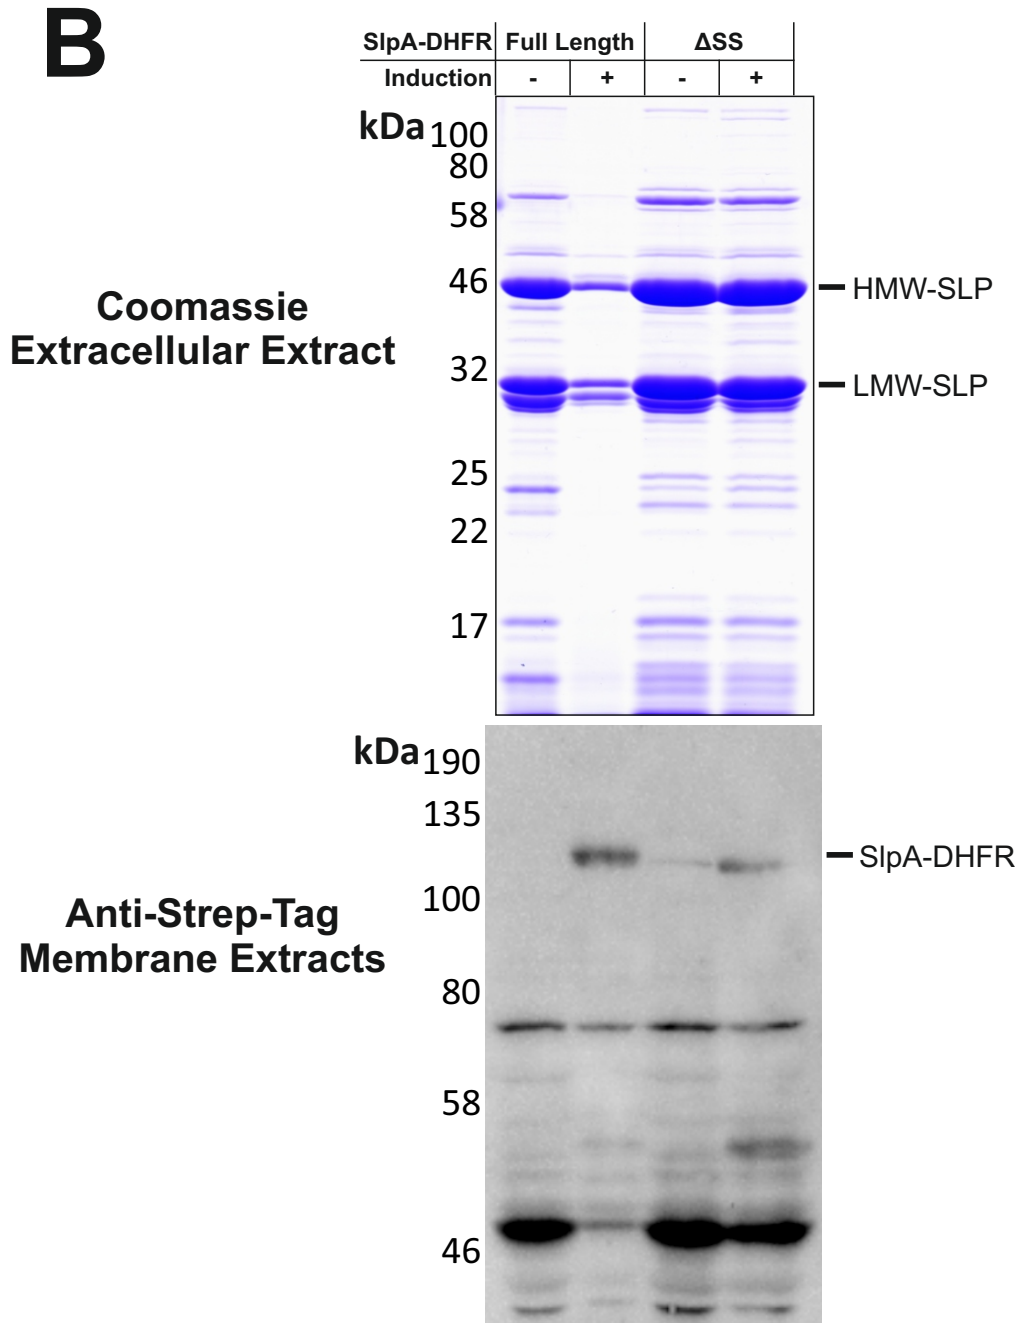 B
SlpA-DHFR Full Length ΔSS
Induction - + - +
kDa
100
80
58
46
32
25
22
17
Coomassie
Extracellular Extract
HMW-SLP
LMW-SLP
kDa
190
135
100
80
58
46
Anti-Strep-Tag
Membrane Extracts
SlpA-DHFR